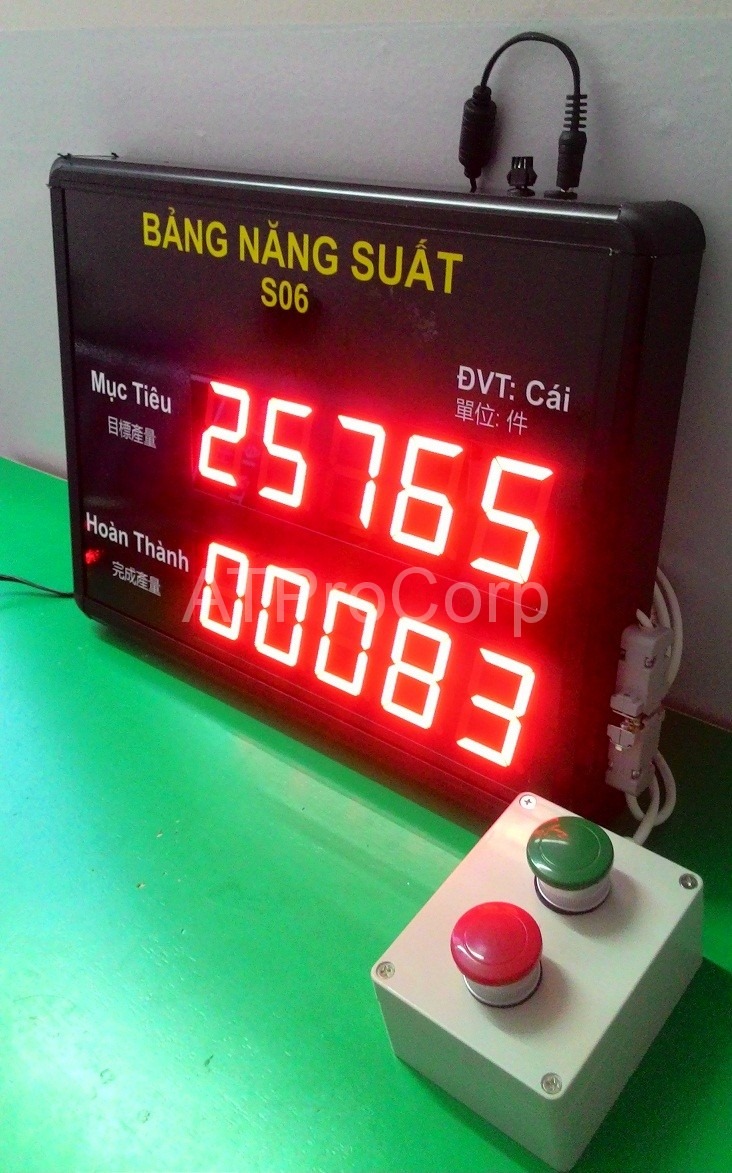 BẢNG NĂNG SUẤT
S06
Mục Tiêu
目標產量
ĐVT: Cái
單位: 件
25765
Hoàn Thành
完成產量
00083
ATProCorp